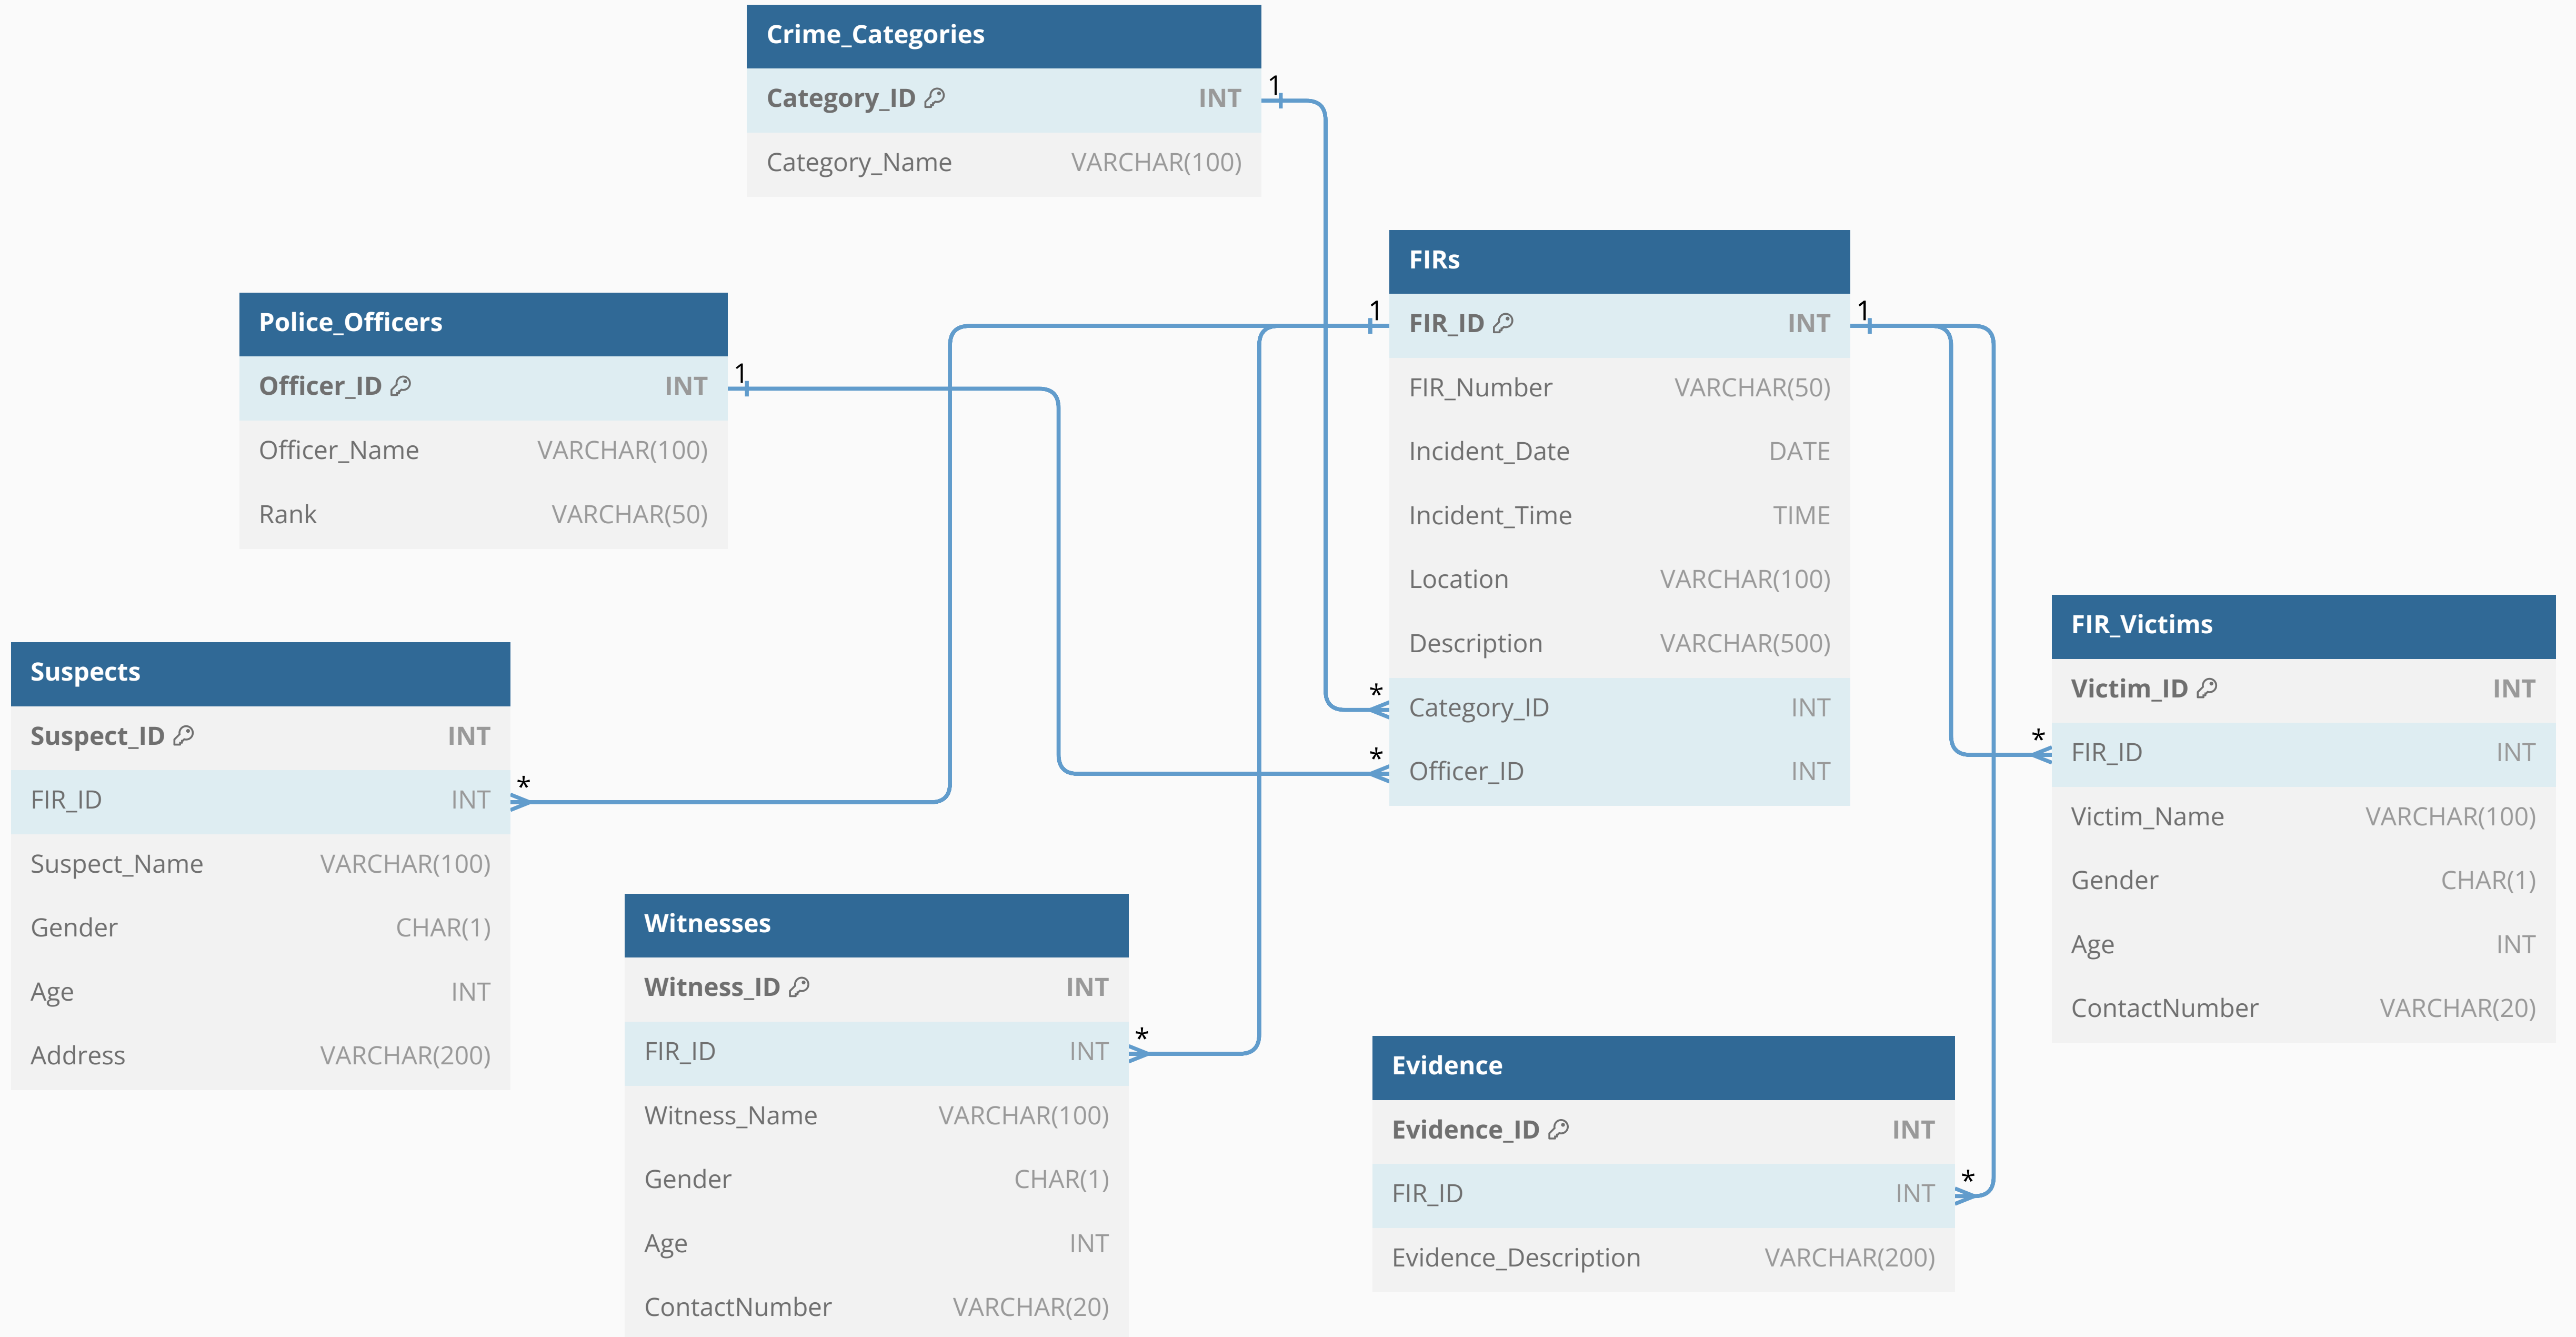 Crime_Categories
Category_ID INT
Category_Name VARCHAR(100)
1
Police_Officers
Officer_ID INT
Officer_Name VARCHAR(100)
Rank VARCHAR(50)
1
FIRs
1 FIR_ID INT 1
FIR_Number VARCHAR(50)
Incident_Date DATE
Incident_Time TIME
Location VARCHAR(100)
Description VARCHAR(500)
* Category_ID INT
* Officer_ID INT
Suspects
Suspect_ID INT
FIR_ID INT *
Suspect_Name VARCHAR(100)
Gender CHAR(1)
Age INT
Address VARCHAR(200)
FIR_Victims
Victim_ID INT
* FIR_ID INT
Victim_Name VARCHAR(100)
Gender CHAR(1)
Age INT
ContactNumber VARCHAR(20)
Witnesses
Witness_ID INT
FIR_ID INT *
Witness_Name VARCHAR(100)
Gender CHAR(1)
Age INT
ContactNumber VARCHAR(20)
Evidence
Evidence_ID INT
FIR_ID INT *
Evidence_Description VARCHAR(200)